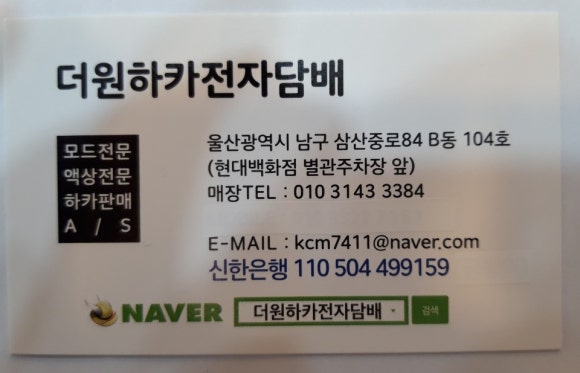 더원하카전자담배
모드전문
액상전문
하카판매
A / S
울산광역시 남구 삼산중로84 B동 104호
(현대백화점 별관주차장 앞)
매장TEL : 010 3143 3384
E-MAIL : kcm7411@naver.com
신한은행 110 504 499159
NAVER 더원하카전자담배 검색